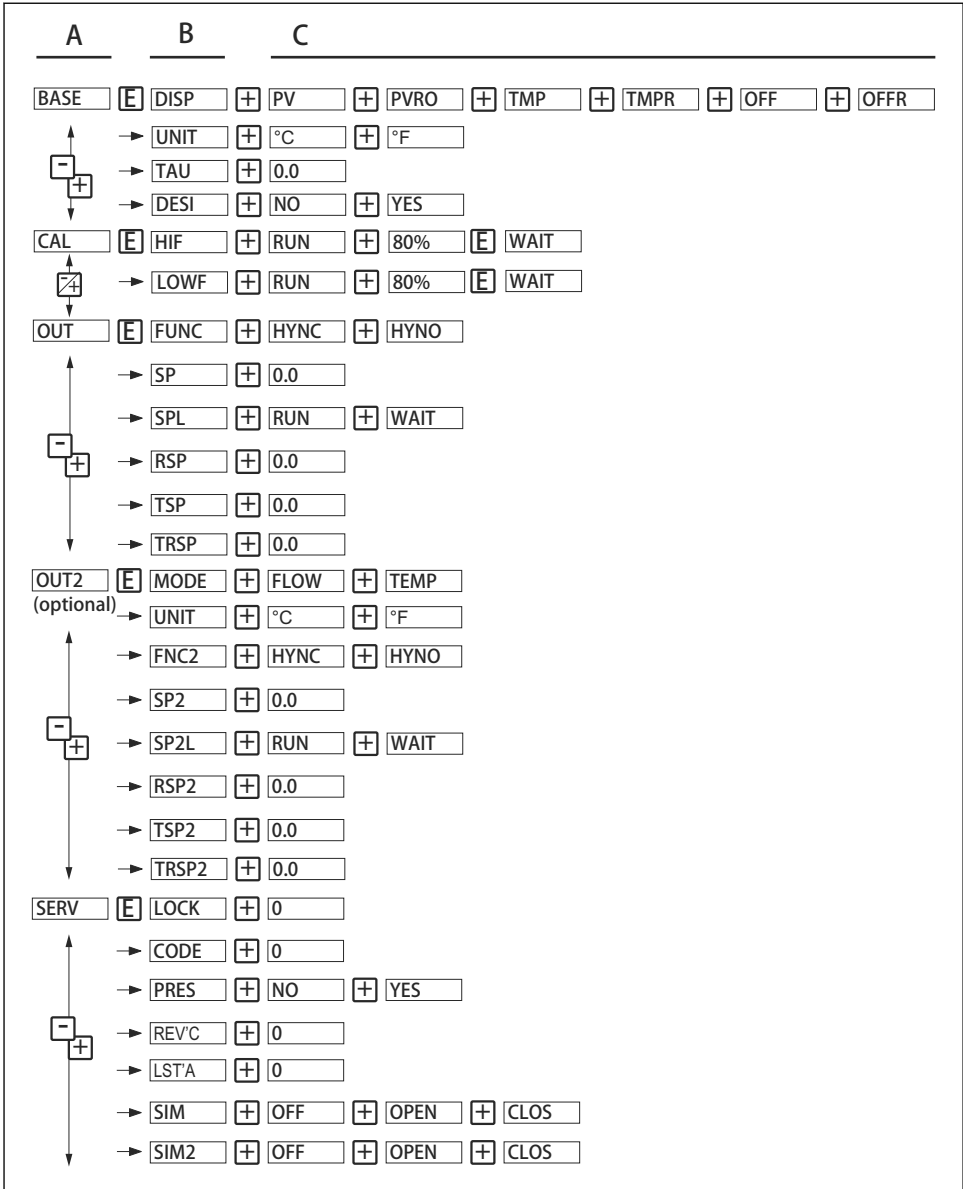 A B C
BASE E DISP + PV + PVRO + TMP + TMPR + OFF + OFFR
UNIT + °C + °F
- +
TAU + 0.0
DESI + NO + YES
CAL E HIF + RUN + 80% E WAIT
-/+
LOWF + RUN + 80% E WAIT
OUT E FUNC + HYNC + HYNO
SP + 0.0
SPL + RUN + WAIT
- +
RSP + 0.0
TSP + 0.0
TRSP + 0.0
OUT2 E MODE + FLOW + TEMP
(optional)
UNIT + °C + °F
FNC2 + HYNC + HYNO
SP2 + 0.0
- +
SP2L + RUN + WAIT
RSP2 + 0.0
TSP2 + 0.0
TRSP2 + 0.0
SERV E LOCK + 0
CODE + 0
PRES + NO + YES
- +
REV'C + 0
LST'A + 0
SIM + OFF + OPEN + CLOS
SIM2 + OFF + OPEN + CLOS